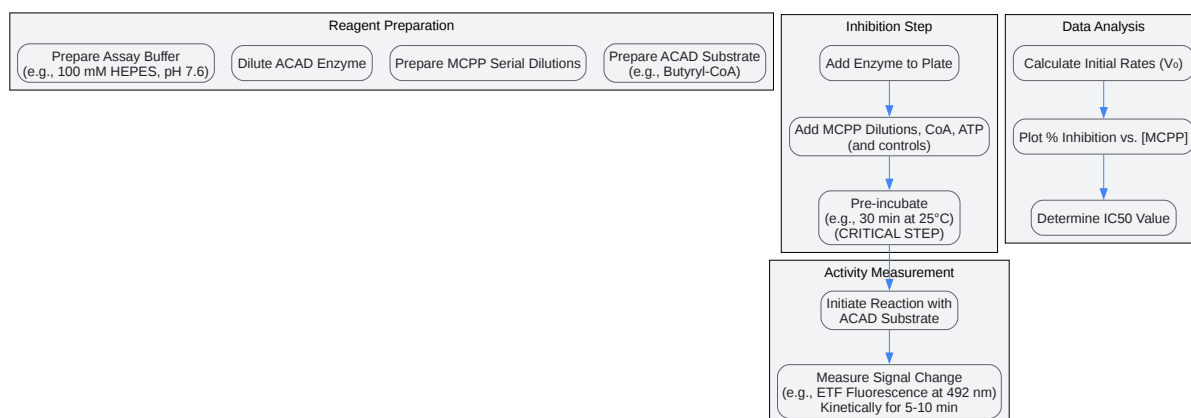 Reagent Preparation
Prepare Assay Buffer
(e.g., 100 mM HEPES, pH 7.6)
Dilute ACAD Enzyme
Prepare MCPP Serial Dilutions
Prepare ACAD Substrate
(e.g., Butyryl-CoA)
Inhibition Step
Add Enzyme to Plate
Add MCPP Dilutions, CoA, ATP
(and controls)
Pre-incubate
(e.g., 30 min at 25°C)
(CRITICAL STEP)
Activity Measurement
Initiate Reaction with
ACAD Substrate
Measure Signal Change
(e.g., ETF Fluorescence at 492 nm)
Kinetically for 5-10 min
Data Analysis
Calculate Initial Rates (V₀)
Plot % Inhibition vs. [MCPP]
Determine IC50 Value